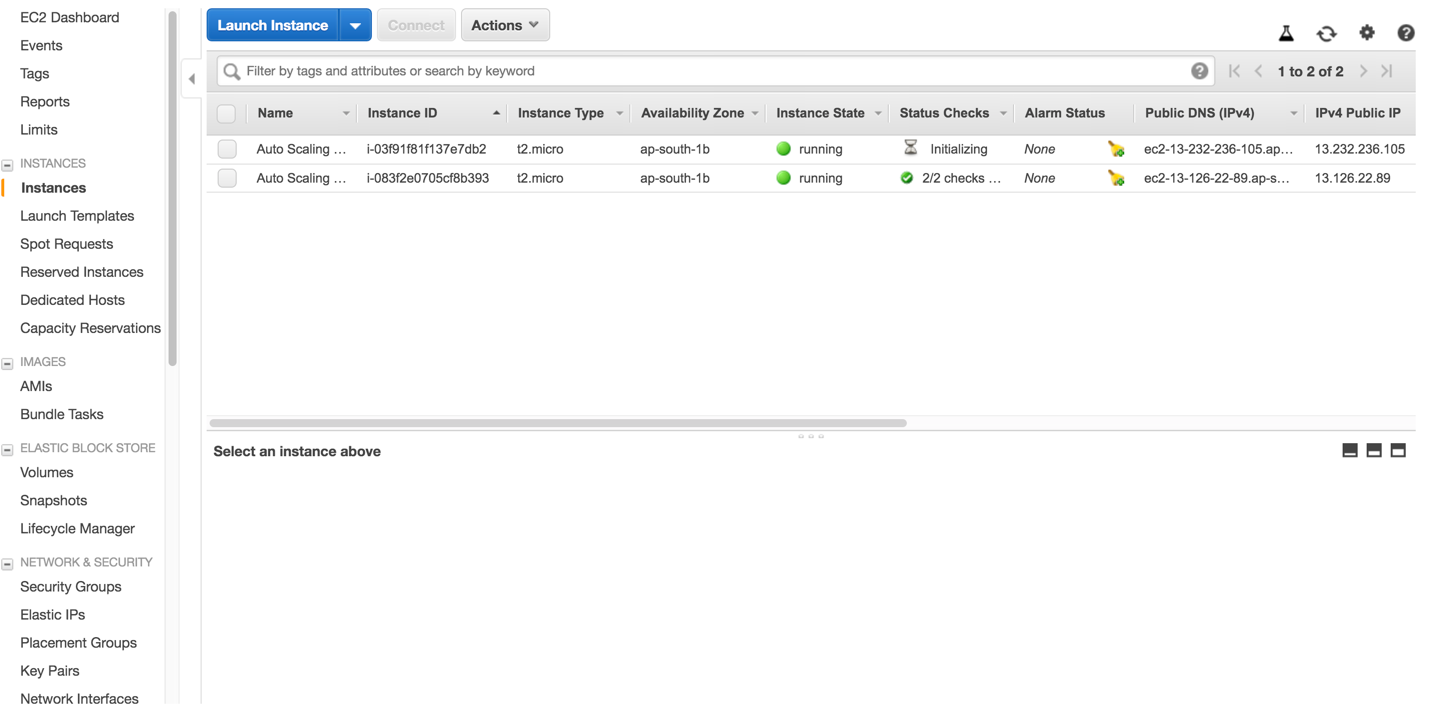 EC2 Dashboard
Events
Tags
Reports
Limits
INSTANCES
Instances
Launch Templates
Spot Requests
Reserved Instances
Dedicated Hosts
Capacity Reservations
IMAGES
AMIs
Bundle Tasks
ELASTIC BLOCK STORE
Volumes
Snapshots
Lifecycle Manager
NETWORK & SECURITY
Security Groups
Elastic IPs
Placement Groups
Key Pairs
Network Interfaces
Launch Instance Connect Actions
Filter by tags and attributes or search by keyword 1 to 2 of 2
Name Instance ID Instance Type Availability Zone Instance State Status Checks Alarm Status Public DNS (IPv4) IPv4 Public IP
Auto Scaling ... i-03f91f81f137e7db2 t2.micro ap-south-1b running Initializing None ec2-13-232-236-105.ap... 13.232.236.105
Auto Scaling ... i-083f2e0705cf8b393 t2.micro ap-south-1b running 2/2 checks ... None ec2-13-126-22-89.ap-s... 13.126.22.89
Select an instance above